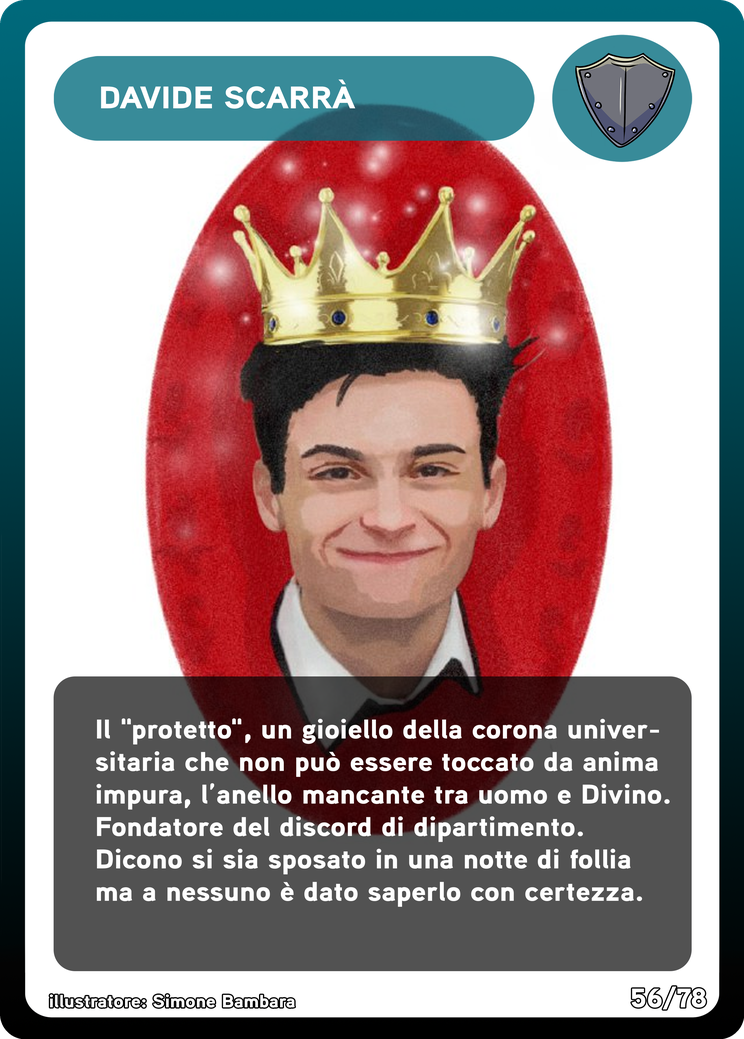 DAVIDE SCARRÀ
Il "protetto", un gioiello della corona univer-
sitaria che non può essere toccato da anima
impura, l'anello mancante tra uomo e Divino.
Fondatore del discord di dipartimento.
Dicono si sia sposato in una notte di follia
ma a nessuno è dato saperlo con certezza.
illustratore: Simone Bambara
56/78